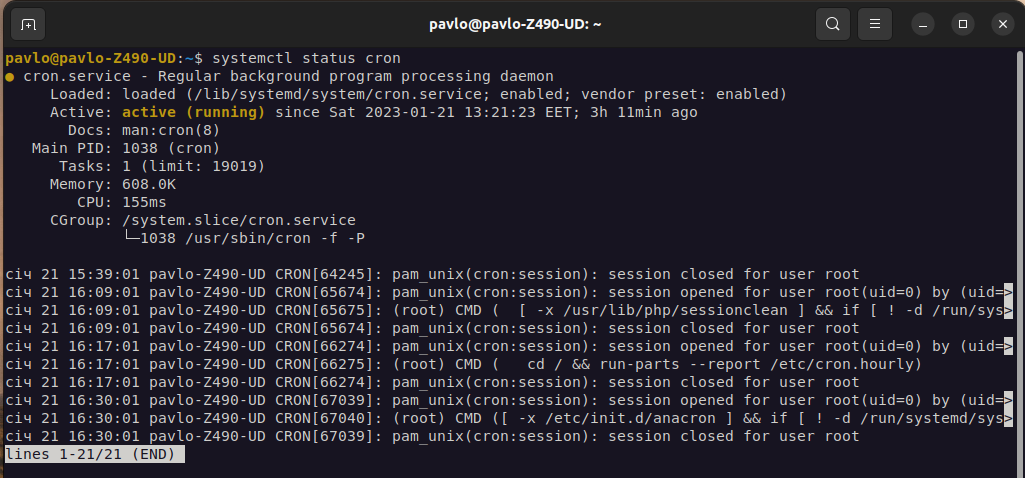 pavlo@pavlo-Z490-UD: ~
pavlo@pavlo-Z490-UD:~$ systemctl status cron
● cron.service - Regular background program processing daemon
     Loaded: loaded (/lib/systemd/system/cron.service; enabled; vendor preset: enabled)
     Active: active (running) since Sat 2023-01-21 13:21:23 EET; 3h 11min ago
       Docs: man:cron(8)
   Main PID: 1038 (cron)
      Tasks: 1 (limit: 19019)
     Memory: 608.0K
        CPU: 155ms
     CGroup: /system.slice/cron.service
             └─1038 /usr/sbin/cron -f -P
січ 21 15:39:01 pavlo-Z490-UD CRON[64245]: pam_unix(cron:session): session closed for user root
січ 21 16:09:01 pavlo-Z490-UD CRON[65674]: pam_unix(cron:session): session opened for user root(uid=0) by (uid=>
січ 21 16:09:01 pavlo-Z490-UD CRON[65675]: (root) CMD (  [ -x /usr/lib/php/sessionclean ] && if [ ! -d /run/sys>
січ 21 16:09:01 pavlo-Z490-UD CRON[65674]: pam_unix(cron:session): session closed for user root
січ 21 16:17:01 pavlo-Z490-UD CRON[66274]: pam_unix(cron:session): session opened for user root(uid=0) by (uid=>
січ 21 16:17:01 pavlo-Z490-UD CRON[66275]: (root) CMD (   cd / && run-parts --report /etc/cron.hourly)
січ 21 16:17:01 pavlo-Z490-UD CRON[66274]: pam_unix(cron:session): session closed for user root
січ 21 16:30:01 pavlo-Z490-UD CRON[67039]: pam_unix(cron:session): session opened for user root(uid=0) by (uid=>
січ 21 16:30:01 pavlo-Z490-UD CRON[67040]: (root) CMD ([ -x /etc/init.d/anacron ] && if [ ! -d /run/systemd/sys>
січ 21 16:30:01 pavlo-Z490-UD CRON[67039]: pam_unix(cron:session): session closed for user root
lines 1-21/21 (END)